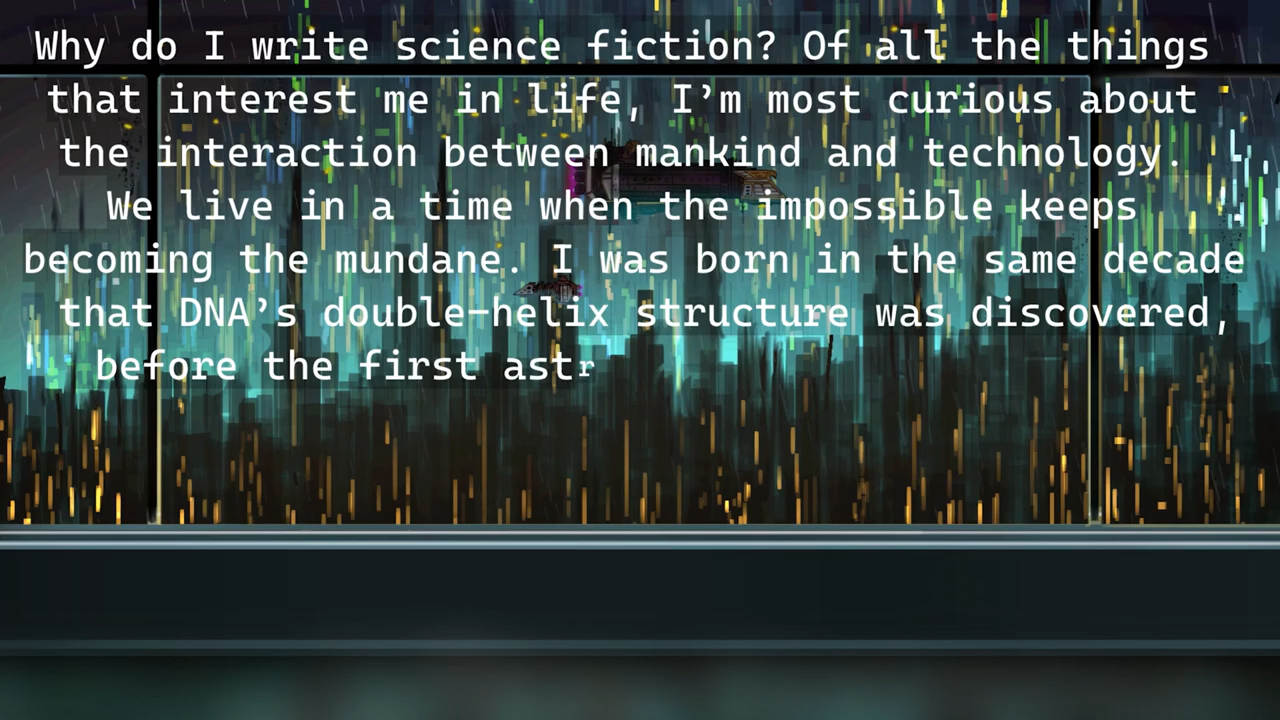 Why do I write science fiction? Of all the things
that interest me in life, I’m most curious about
the interaction between mankind and technology.
We live in a time when the impossible keeps
becoming the mundane. I was born in the same decade
that DNA’s double-helix structure was discovered,
before the first astr